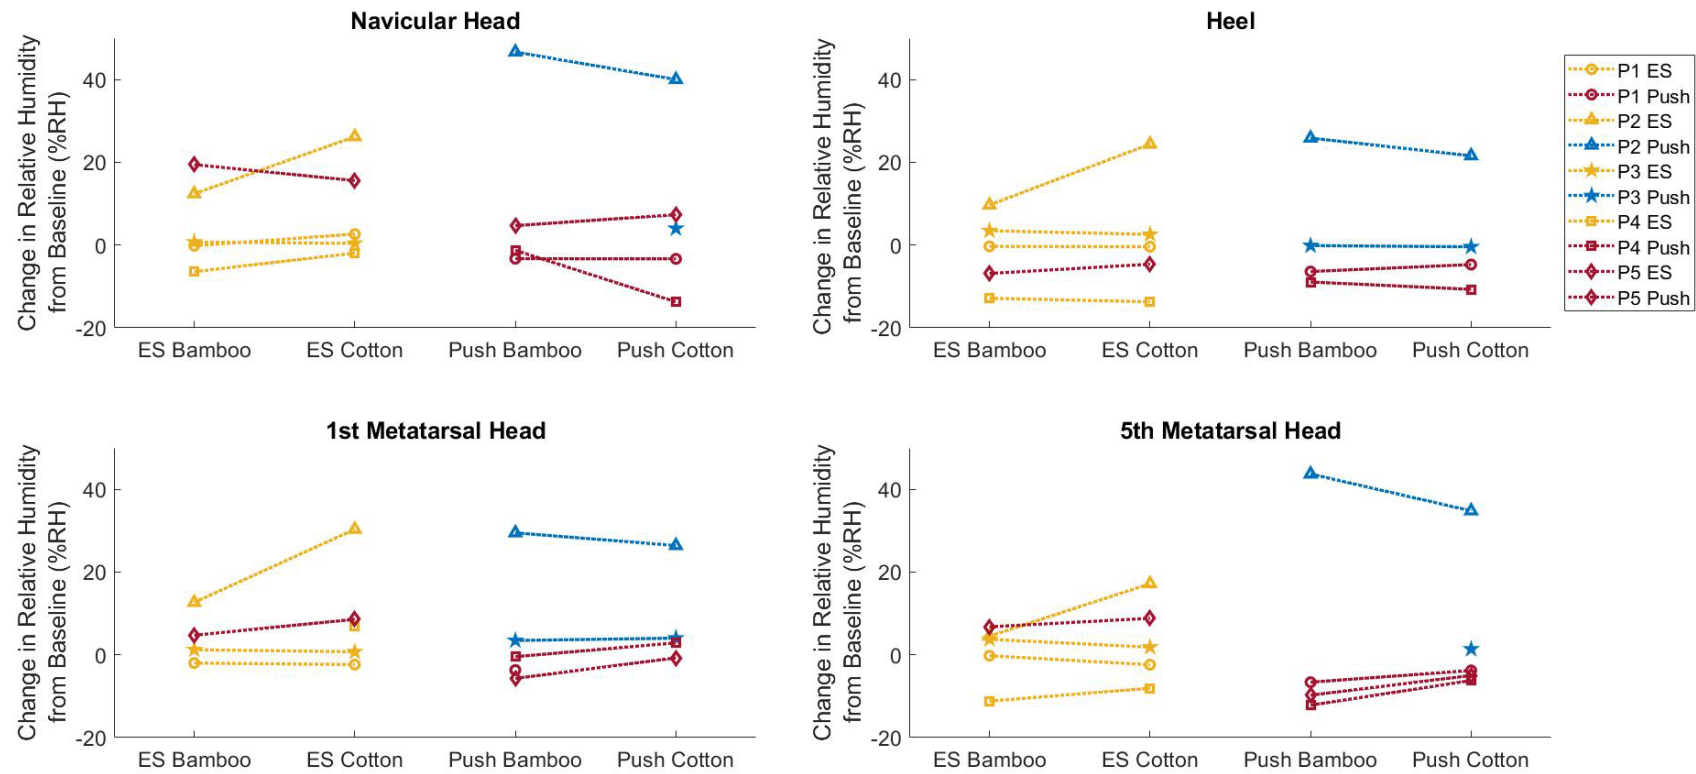 Navicular Head
Change in Relative Humidity
from Baseline (%RH)
40
20
0
-20
ES Bamboo
ES Cotton
Push Bamboo
Push Cotton
Heel
Change in Relative Humidity
from Baseline (%RH)
40
20
0
-20
ES Bamboo
ES Cotton
Push Bamboo
Push Cotton
P1 ES
P1 Push
P2 ES
P2 Push
P3 ES
P3 Push
P4 ES
P4 Push
P5 ES
P5 Push
1st Metatarsal Head
Change in Relative Humidity
from Baseline (%RH)
40
20
0
-20
ES Bamboo
ES Cotton
Push Bamboo
Push Cotton
5th Metatarsal Head
Change in Relative Humidity
from Baseline (%RH)
40
20
0
-20
ES Bamboo
ES Cotton
Push Bamboo
Push Cotton